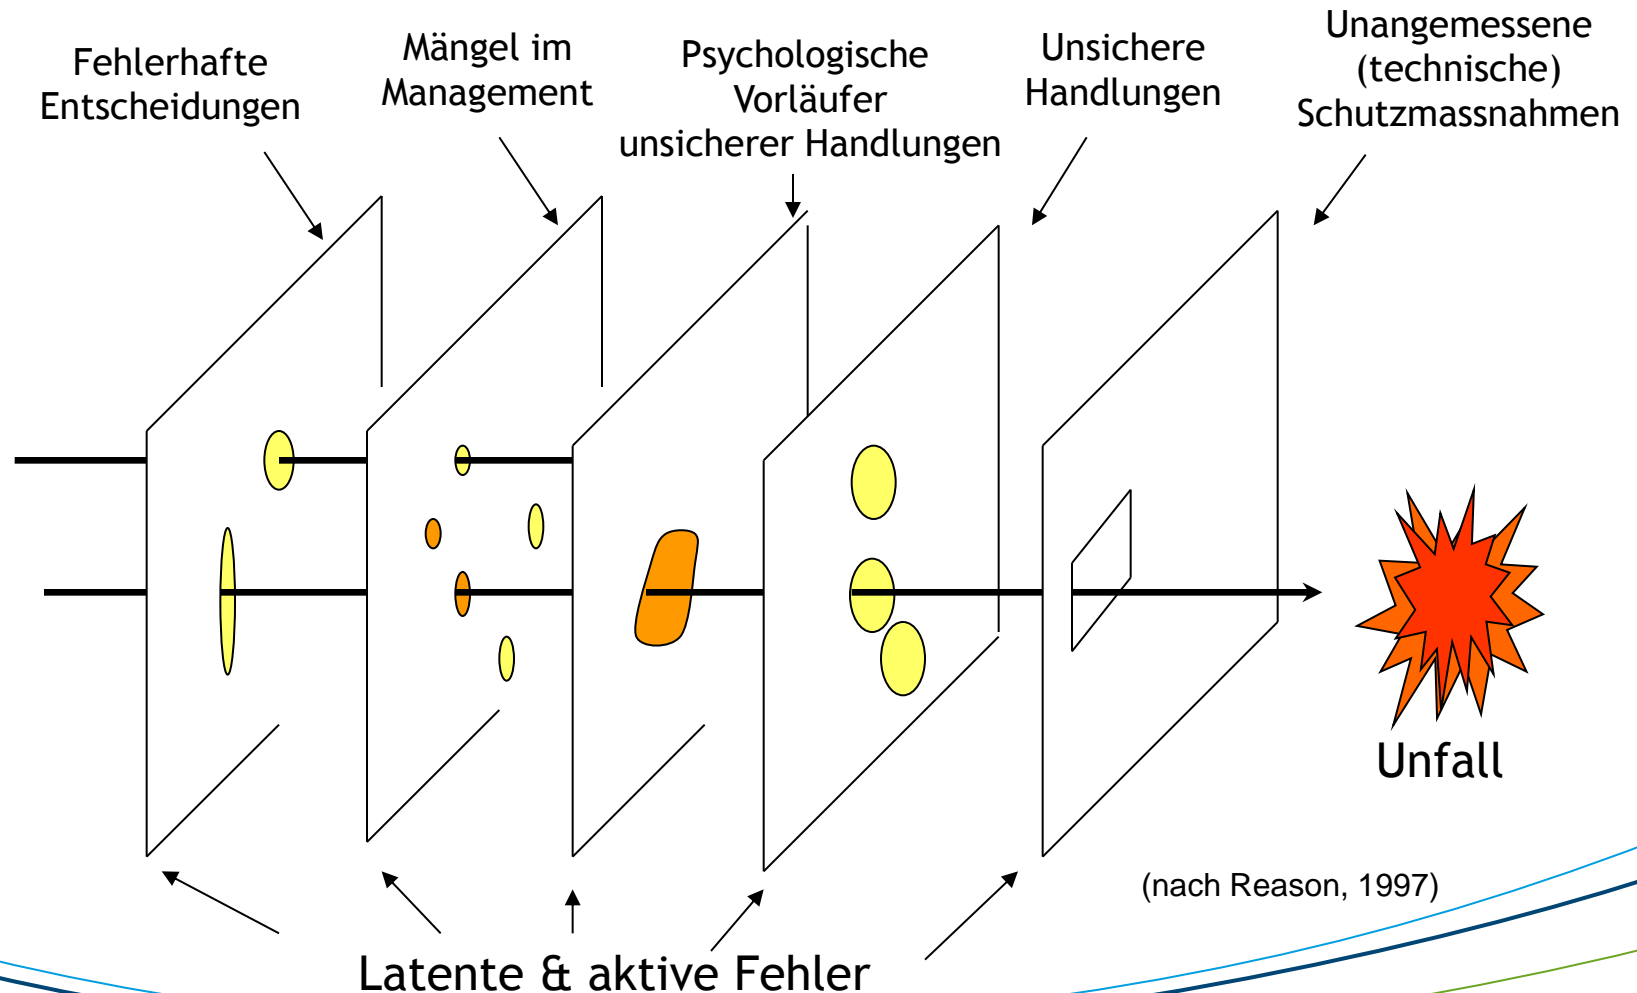 Fehlerhafte
Entscheidungen
Mängel im
Management
Psychologische
Vorläufer
unsicherer Handlungen
Unsichere
Handlungen
Unangemessene
(technische)
Schutzmassnahmen
Unfall
(nach Reason, 1997)
Latente & aktive Fehler